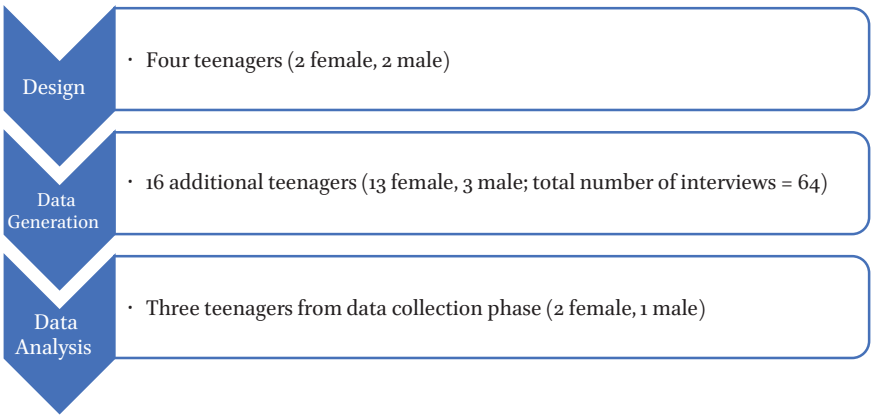 Design
· Four teenagers (2 female, 2 male)
Data
Generation
· 16 additional teenagers (13 female, 3 male; total number of interviews = 64)
Data
Analysis
· Three teenagers from data collection phase (2 female, 1 male)